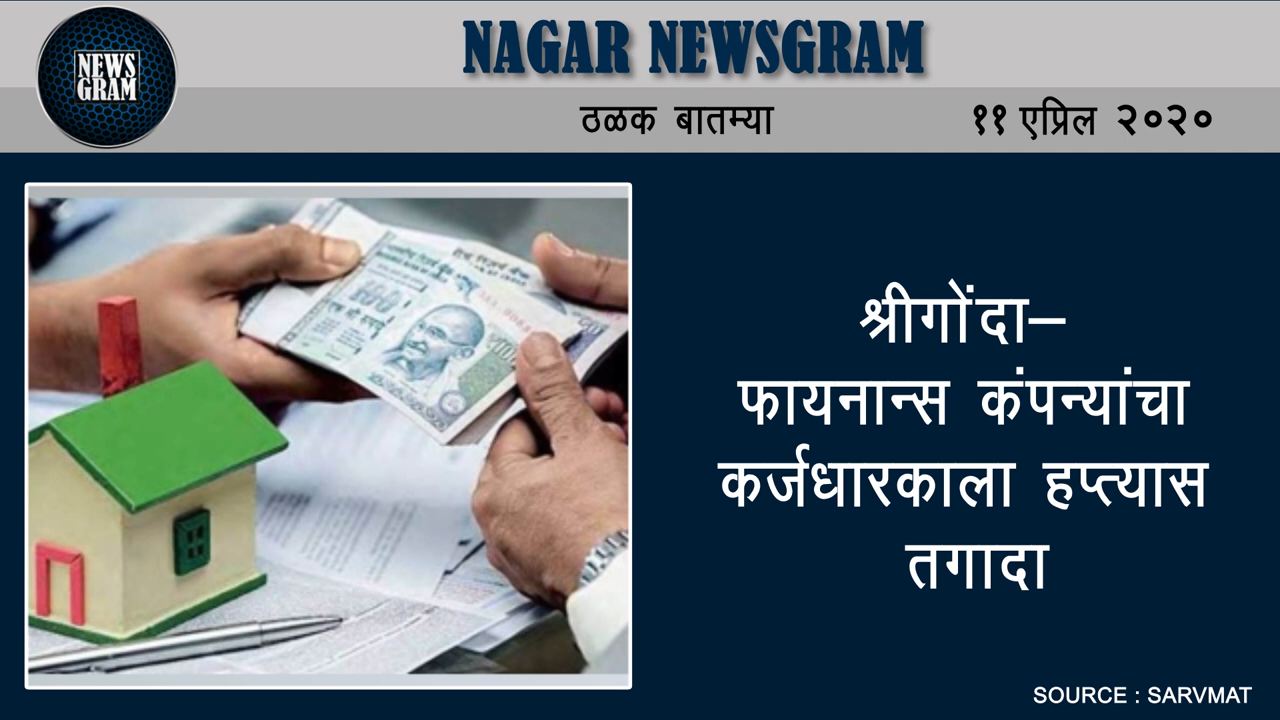 NEWS
GRAM
NAGAR NEWSGRAM
ठळक बातम्या
११ एप्रिल २०२०
श्रीगोंदा–
फायनान्स कंपन्यांचा
कर्जधारकाला हप्त्यास
तगादा
SOURCE : SARVMAT